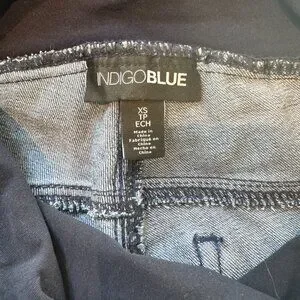 INDIGOBLUE
XS
TP
ECH
Made in
China
Fabriqué en
Chine
Hecho en
China